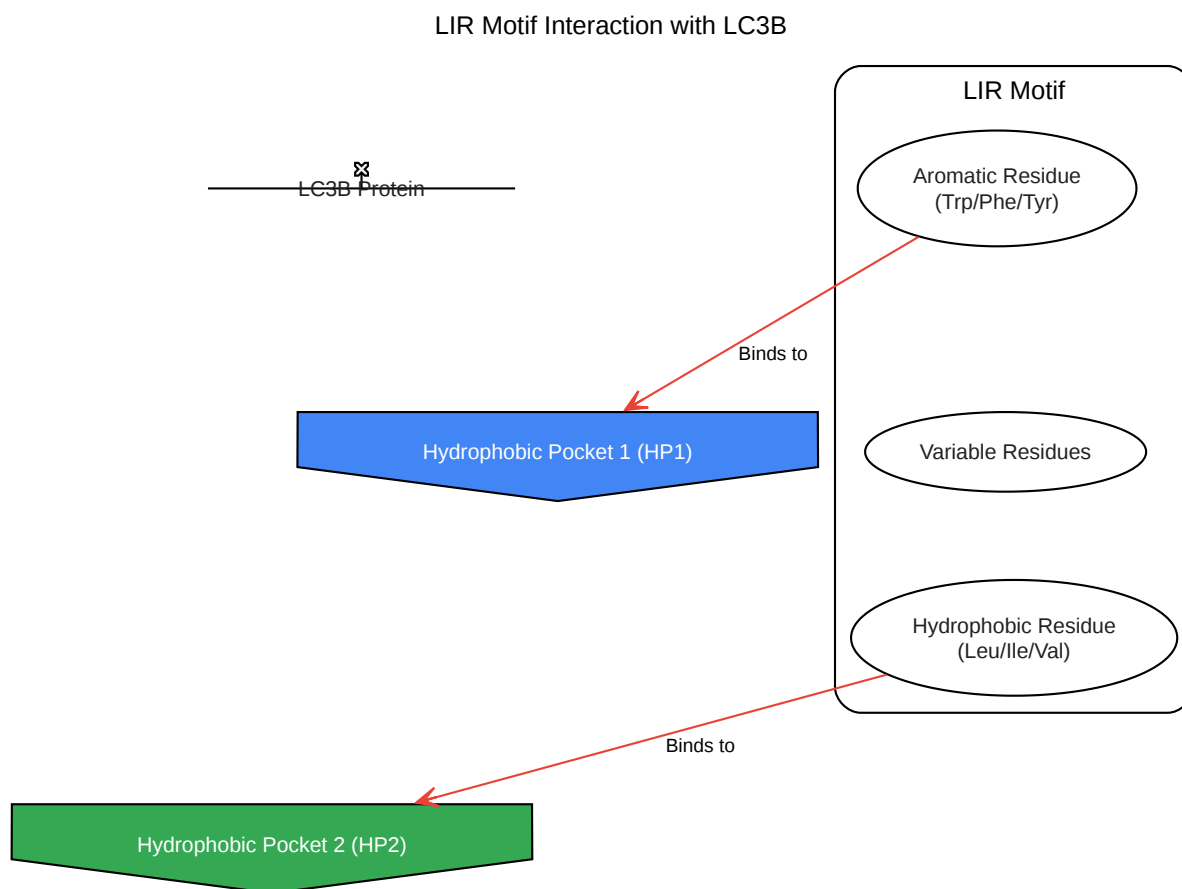 LIR Motif Interaction with LC3B
LIR Motif
Aromatic Residue
(Trp/Phe/Tyr)
LC3B Protein
Binds to
Hydrophobic Pocket 1 (HP1)
Variable Residues
Hydrophobic Residue
(Leu/Ile/Val)
Binds to
Hydrophobic Pocket 2 (HP2)